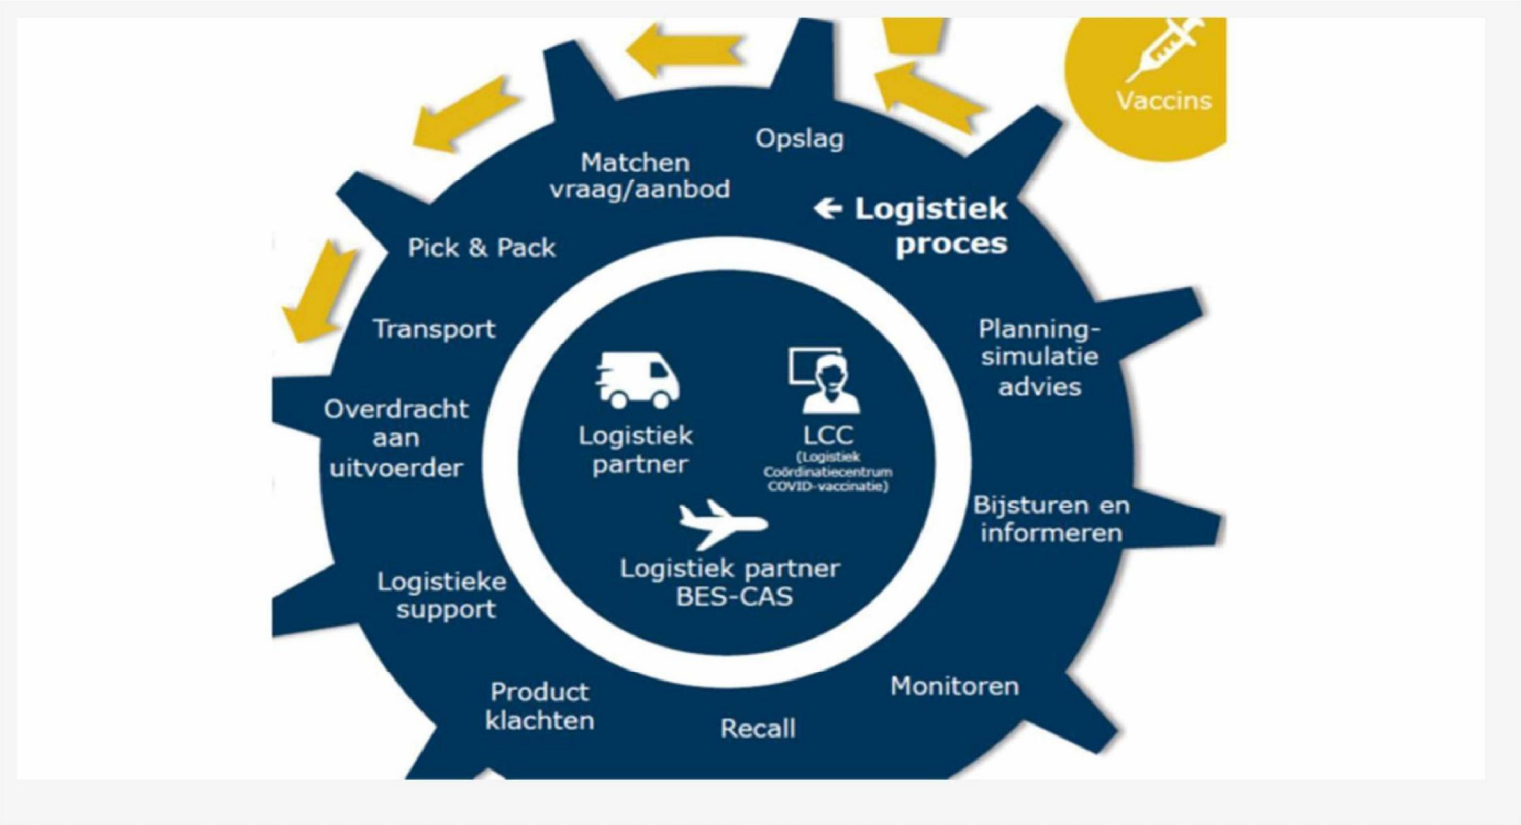 Vaccins
Opslag
← Logistiek
proces
Matchen
vraag/aanbod
Pick & Pack
Transport
Overdracht
aan
uitvoerder
Logistieke
support
Product
klachten
Recall
Monitoren
Bijsturen en
informeren
Planning-
simulatie
advies
Logistiek
partner
LCC
(Logistiek
Coördinatiecentrum
COVID-vaccinatie)
Logistiek partner
BES-CAS